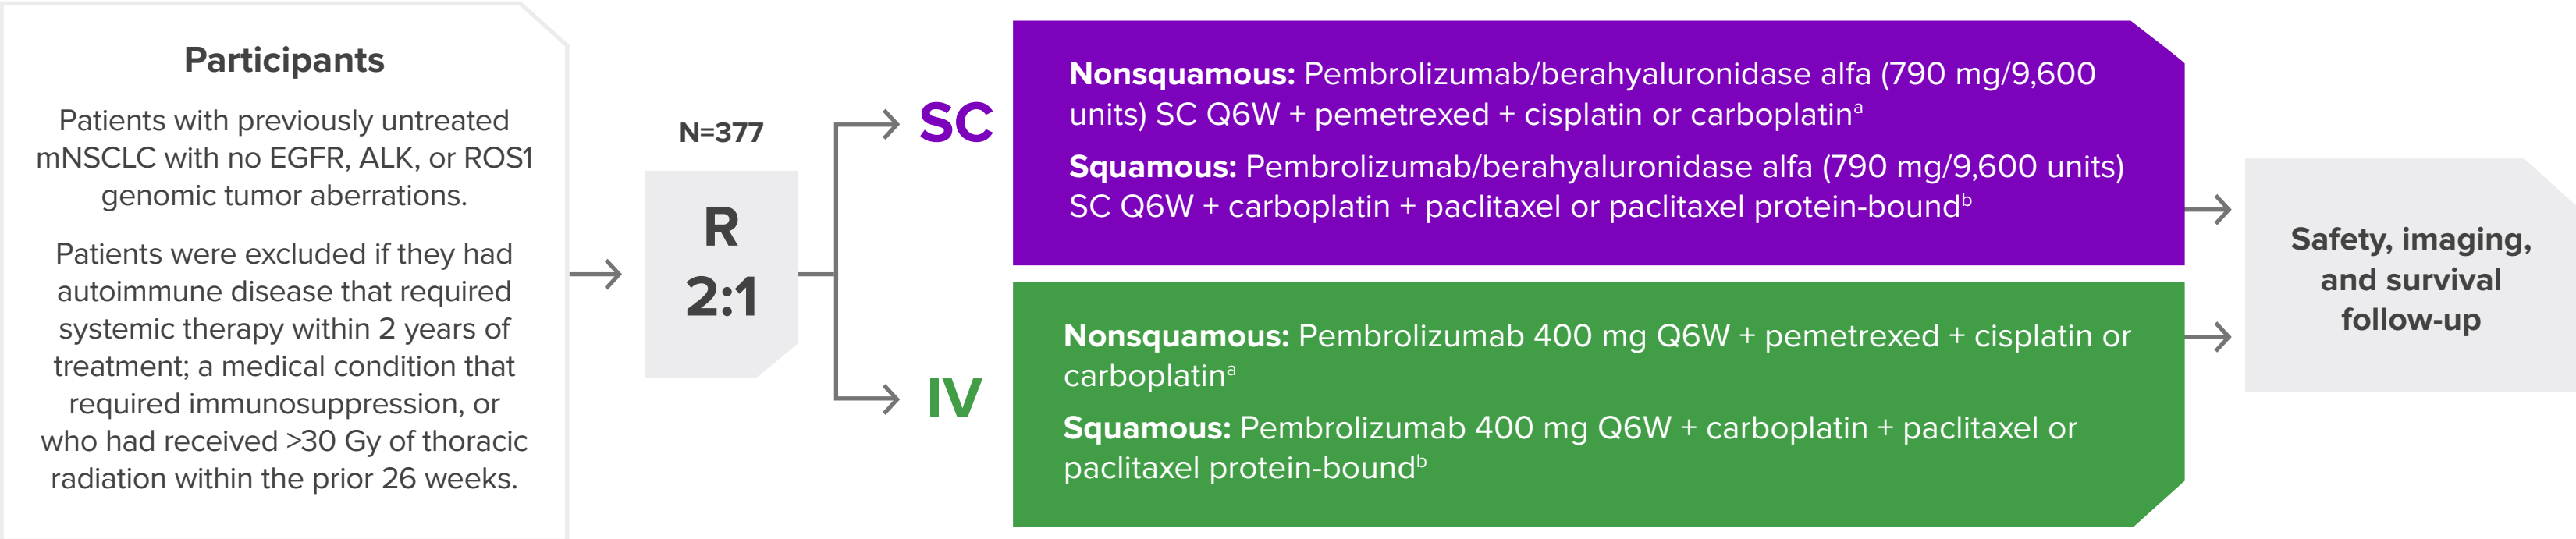 Participants
Patients with previously untreated
mNSCLC with no EGFR, ALK, or ROS1
genomic tumor aberrations.
Patients were excluded if they had
autoimmune disease that required
systemic therapy within 2 years of
treatment; a medical condition that
required immunosuppression, or
who had received >30 Gy of thoracic
radiation within the prior 26 weeks.
N=377
R
2:1
SC
Nonsquamous: Pembrolizumab/berahyaluronidase alfa (790 mg/9,600
units) SC Q6W + pemetrexed + cisplatin or carboplatinᵃ
Squamous: Pembrolizumab/berahyaluronidase alfa (790 mg/9,600 units)
SC Q6W + carboplatin + paclitaxel or paclitaxel protein-boundᵇ
IV
Nonsquamous: Pembrolizumab 400 mg Q6W + pemetrexed + cisplatin or
carboplatinᵃ
Squamous: Pembrolizumab 400 mg Q6W + carboplatin + paclitaxel or
paclitaxel protein-boundᵇ
Safety, imaging,
and survival
follow-up